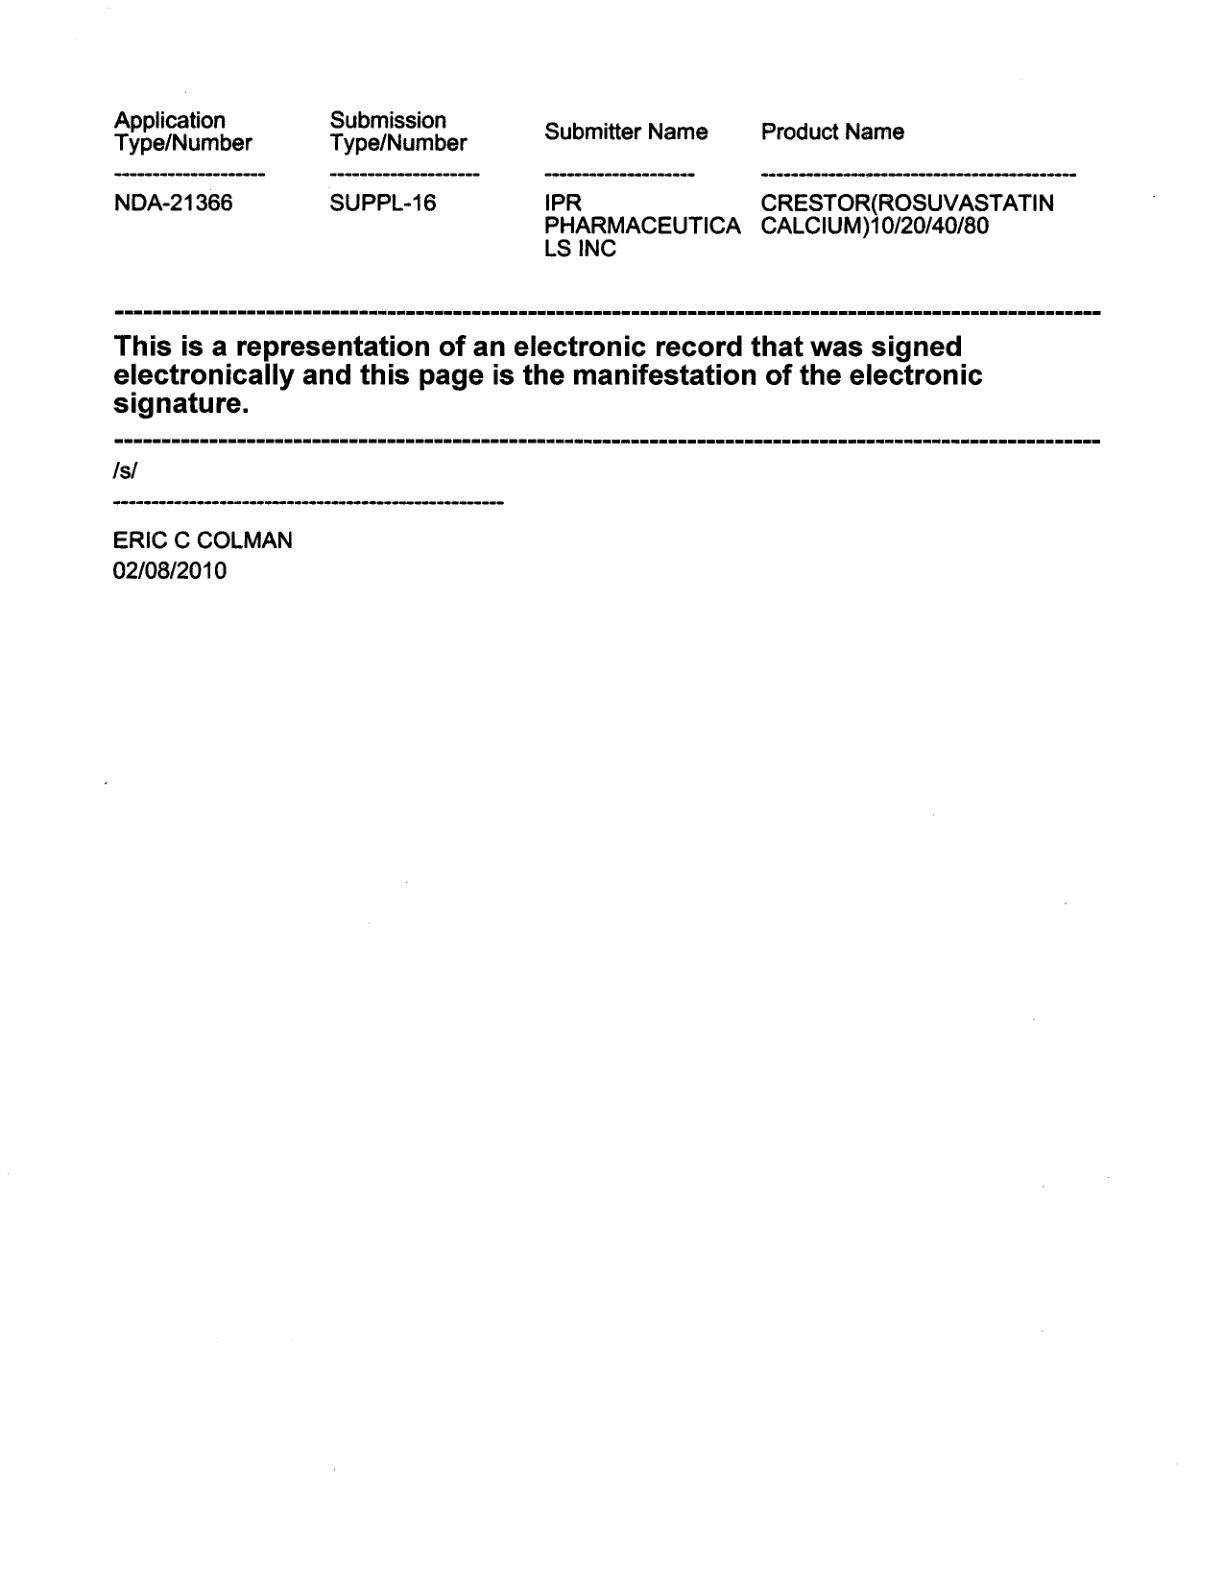 Application Type/Number
Submission Type/Number
Submitter Name
Product Name
--------------------
--------------------
--------------------
------------------------------------------
NDA-21366
SUPPL-16
IPR
PHARMACEUTICA
LS INC
CRESTOR(ROSUVASTATIN
CALCIUM)10/20/40/80
This is a representation of an electronic record that was signed
electronically and this page is the manifestation of the electronic
signature.
/s/
ERIC C COLMAN
02/08/2010